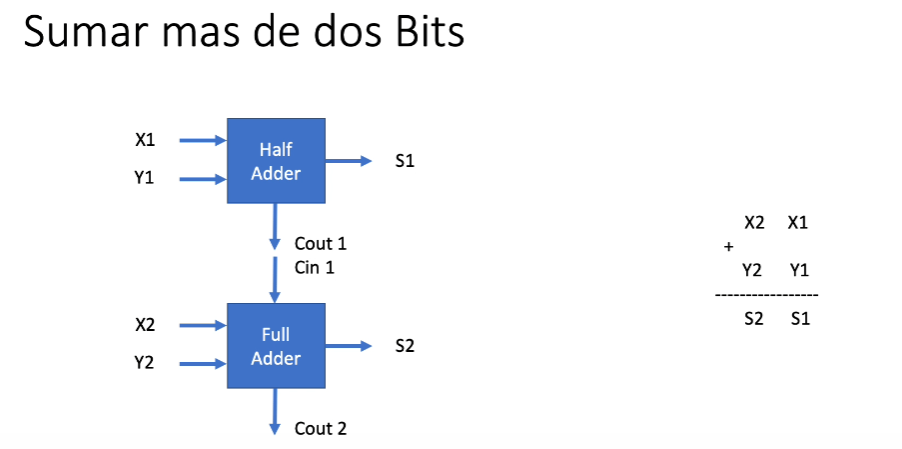 Sumar mas de dos Bits
X1
Y1
Half
Adder
S1
Cout 1
Cin 1
X2
Y2
Full
Adder
S2
Cout 2
X2 X1
+
Y2 Y1
------------------
S2 S1